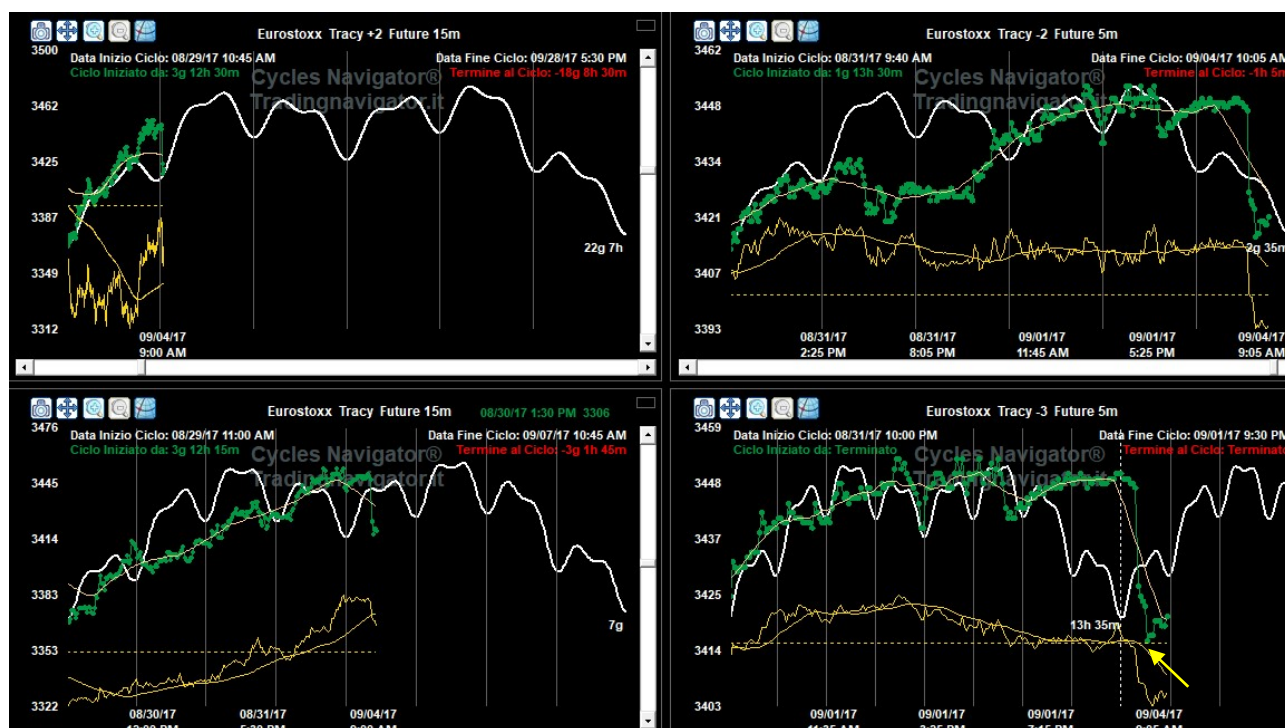 Eurostoxx Tracy +2 Future 15m
3500
Data Inizio Ciclo: 08/29/17 10:45 AM
Data Fine Ciclo: 09/28/17 5:30 PM
Ciclo Iniziato da: 3g 12h 30m
Termine al Ciclo: -18g 8h 30m
Cycles Navigator®
Tradingnavigator.it
3462
3425
3387
3349
3312
22g 7h
09/04/17
9:00 AM
Eurostoxx Tracy -2 Future 5m
3462
Data Inizio Ciclo: 08/31/17 9:40 AM
Data Fine Ciclo: 09/04/17 10:05 AM
Ciclo Iniziato da: 1g 13h 30m
Termine al Ciclo: -1h 5m
Cycles Navigator®
Tradingnavigator.it
3448
3434
3421
3407
3393
2g 35m
08/31/17 08/31/17 09/01/17 09/01/17 09/04/17
2:25 PM 8:05 PM 11:45 AM 5:25 PM 9:05 AM
Eurostoxx Tracy Future 15m
08/30/17 1:30 PM 3306
3476
Data Inizio Ciclo: 08/29/17 11:00 AM
Data Fine Ciclo: 09/07/17 10:45 AM
Ciclo Iniziato da: 3g 12h 15m
Termine al Ciclo: -3g 1h 45m
Cycles Navigator®
Tradingnavigator.it
3445
3414
3383
3353
3322
7g
08/30/17 08/31/17 09/04/17
Eurostoxx Tracy -3 Future 5m
3459
Data Inizio Ciclo: 08/31/17 10:00 PM
Data Fine Ciclo: 09/01/17 9:30 PM
Ciclo Iniziato da: Terminato
Termine al Ciclo: Terminato
Cycles Navigator®
Tradingnavigator.it
3448
3437
3425
3414
3403
13h 35m
09/01/17 09/01/17 09/01/17 09/04/17